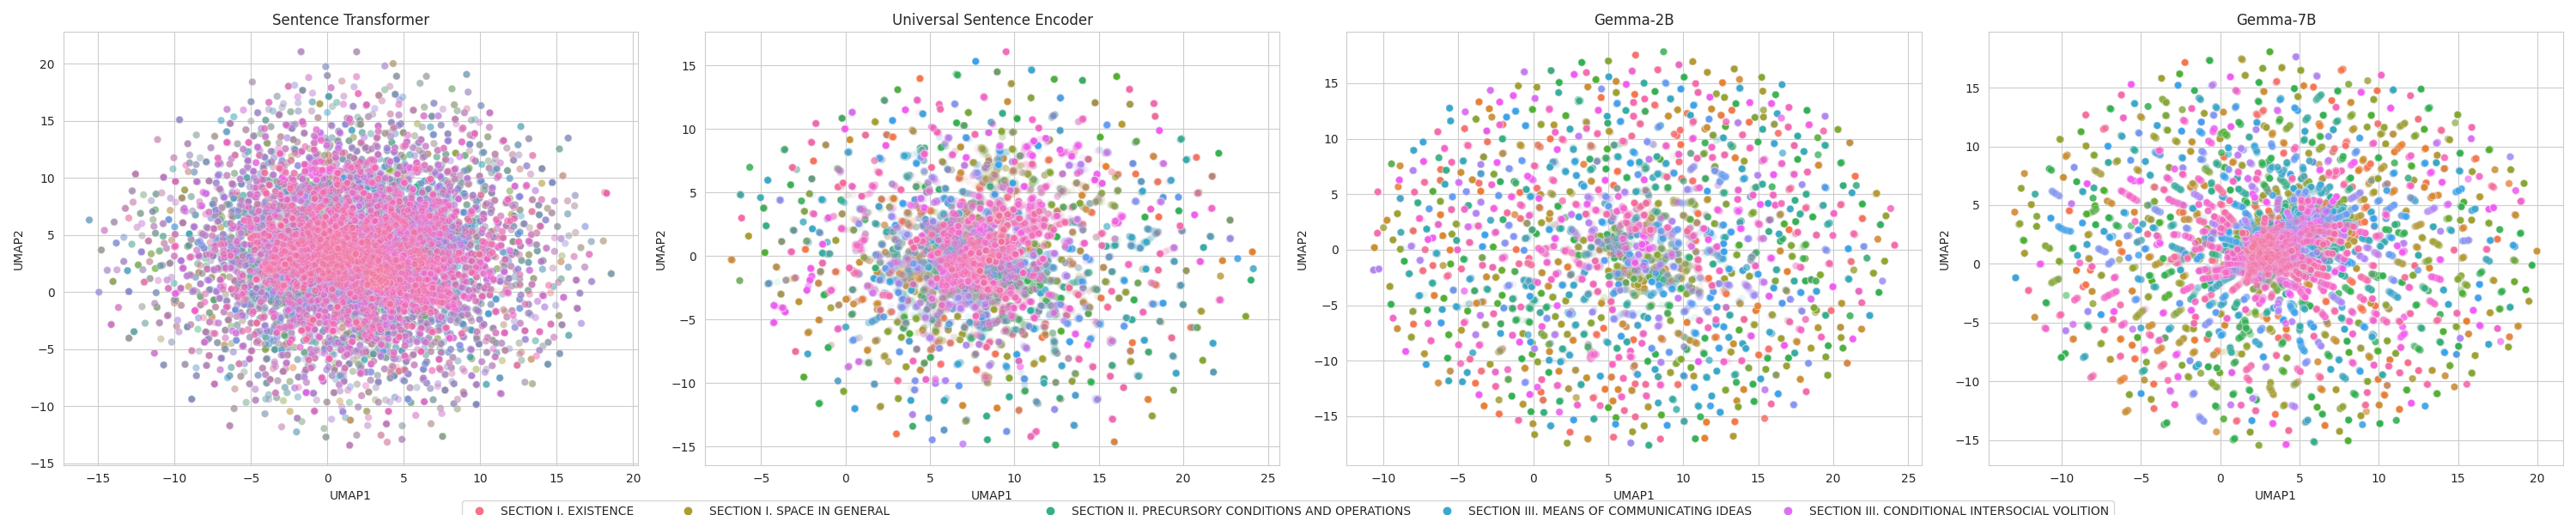 Sentence Transformer
UMAP2
20
15
10
5
0
−5
−10
−15
−15 −10 −5 0 5 10 15 20
UMAP1
Universal Sentence Encoder
UMAP2
15
10
5
0
−5
−10
−15
−5 0 5 10 15 20 25
UMAP1
Gemma-2B
UMAP2
15
10
5
0
−5
−10
−15
−10 −5 0 5 10 15 20
UMAP1
Gemma-7B
UMAP2
15
10
5
0
−5
−10
−15
−10 −5 0 5 10 15 20
UMAP1
SECTION I. EXISTENCE SECTION I. SPACE IN GENERAL SECTION II. PRECURSORY CONDITIONS AND OPERATIONS SECTION III. MEANS OF COMMUNICATING IDEAS SECTION III. CONDITIONAL INTERSOCIAL VOLITION